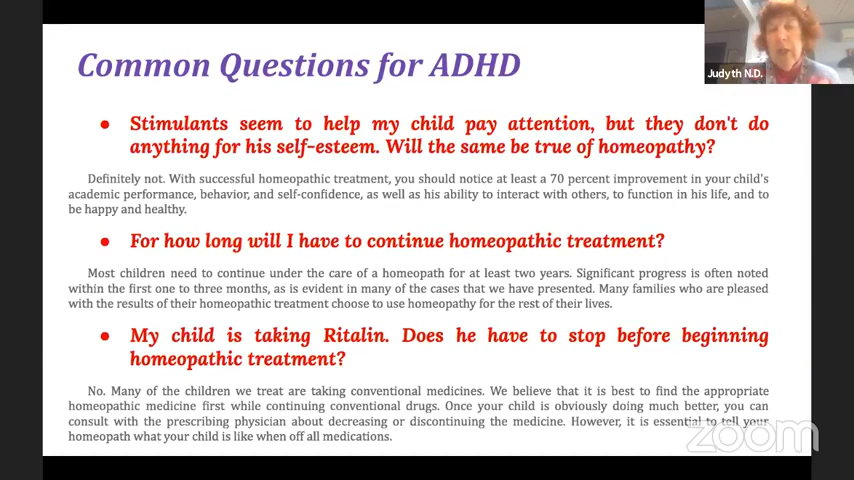 Common Questions for ADHD
Judyth N.D.
• Stimulants seem to help my child pay attention, but they don't do
anything for his self-esteem. Will the same be true of homeopathy?
Definitely not. With successful homeopathic treatment, you should notice at least a 70 percent improvement in your child's
academic performance, behavior, and self-confidence, as well as his ability to interact with others, to function in his life, and to
be happy and healthy.
• For how long will I have to continue homeopathic treatment?
Most children need to continue under the care of a homeopath for at least two years. Significant progress is often noted
within the first one to three months, as is evident in many of the cases that we have presented. Many families who are pleased
with the results of their homeopathic treatment choose to use homeopathy for the rest of their lives.
• My child is taking Ritalin. Does he have to stop before beginning
homeopathic treatment?
No. Many of the children we treat are taking conventional medicines. We believe that it is best to find the appropriate
homeopathic medicine first while continuing conventional drugs. Once your child is obviously doing much better, you can
consult with the prescribing physician about decreasing or discontinuing the medicine. However, it is essential to tell your
homeopath what your child is like when off all medications.
zoom